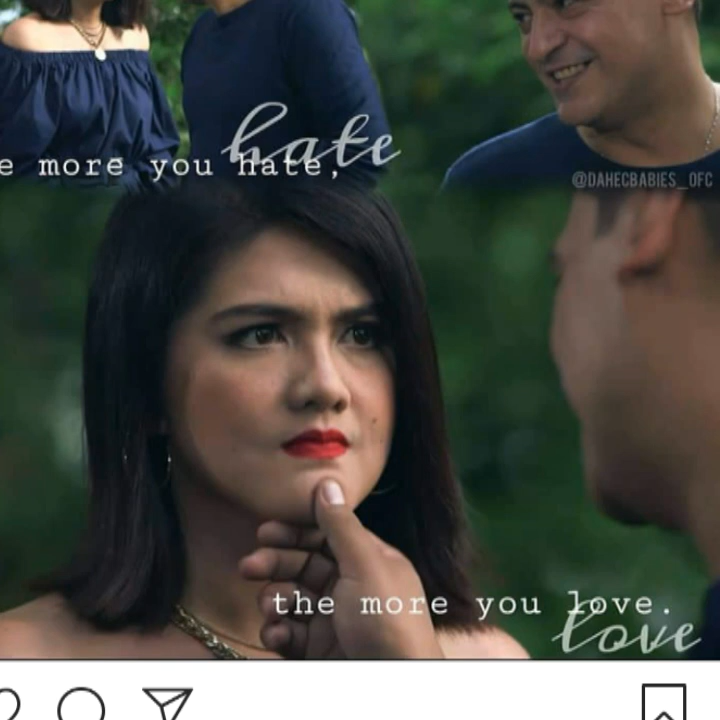 hate
e more you hate,
@DAHECBABIES_OFC
the more you love.
love